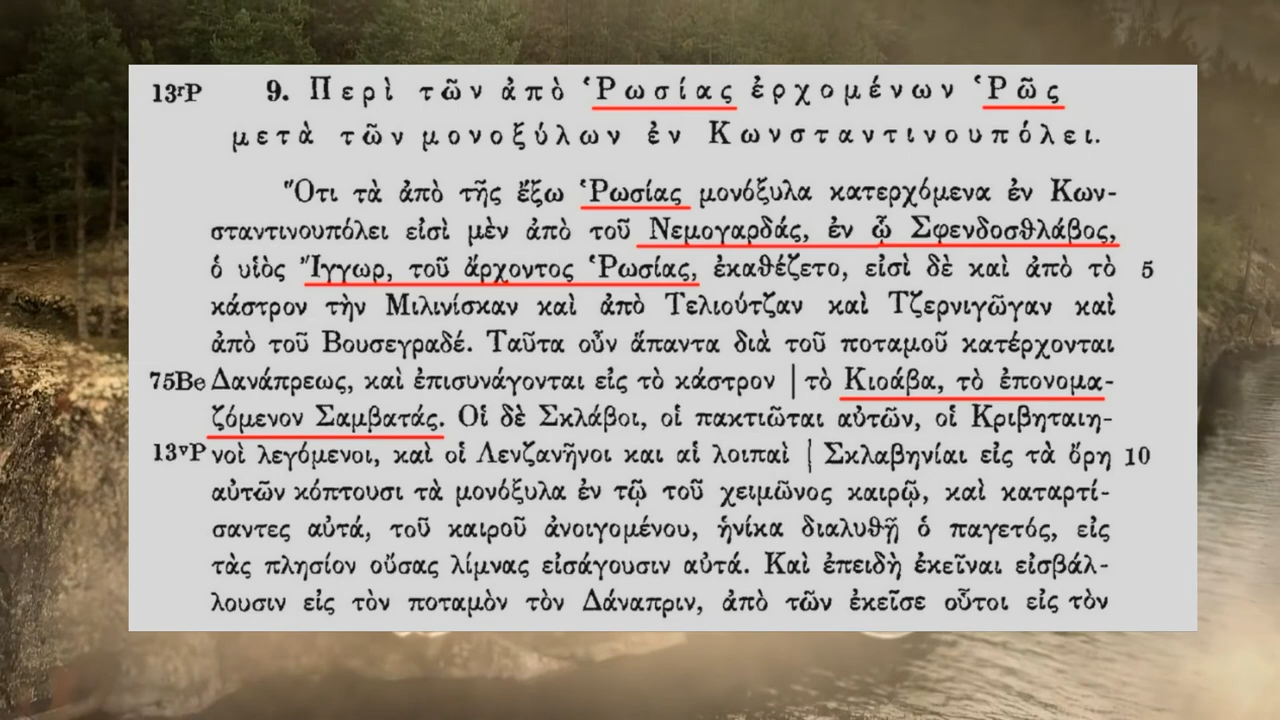 13ʳP 9. Περὶ τῶν ἀπὸ Ῥωσίας ἐρχομένων Ῥῶς
μετὰ τῶν μονοξύλων ἐν Κωνσταντινουπόλει.
Ὅτι τὰ ἀπὸ τῆς ἔξω Ῥωσίας μονόξυλα κατερχόμενα ἐν Κων-
σταντινουπόλει εἰσὶ μὲν ἀπὸ τοῦ Νεμογαρδάς, ἐν ᾧ Σφενδοσθλάβος,
ὁ υἱὸς Ἴγγωρ, τοῦ ἄρχοντος Ῥωσίας, ἐκαθέζετο, εἰσὶ δὲ καὶ ἀπὸ τὸ 5
κάστρον τὴν Μιλινίσκαν καὶ ἀπὸ Τελιούτζαν καὶ Τζερνιγῶγαν καὶ
ἀπὸ τοῦ Βουσεγραδέ. Ταῦτα οὖν ἅπαντα διὰ τοῦ ποταμοῦ κατέρχονται
75Be Δανάπρεως, καὶ ἐπισυνάγονται εἰς τὸ κάστρον | τὸ Κιοάβα, τὸ ἐπονομα-
ζόμενον Σαμβατάς. Οἱ δὲ Σκλάβοι, οἱ πακτιῶται αὐτῶν, οἱ Κριβηταιη-
13ᵛP νοὶ λεγόμενοι, καὶ οἱ Λενζανῆνοι και αἱ λοιπαὶ | Σκλαβηνίαι εἰς τὰ ὄρη 10
αὐτῶν κόπτουσι τὰ μονόξυλα ἐν τῷ τοῦ χειμῶνος καιρῷ, καὶ καταρτί-
σαντες αὐτά, τοῦ καιροῦ ἀνοιγομένου, ἡνίκα διαλυθῇ ὁ παγετός, εἰς
τὰς πλησίον οὔσας λίμνας εἰσάγουσιν αὐτά. Καὶ ἐπειδὴ ἐκεῖναι εἰσβάλ-
λουσιν εἰς τὸν ποταμὸν τὸν Δάναπριν, ἀπὸ τῶν ἐκεῖσε οὗτοι εἰς τὸν